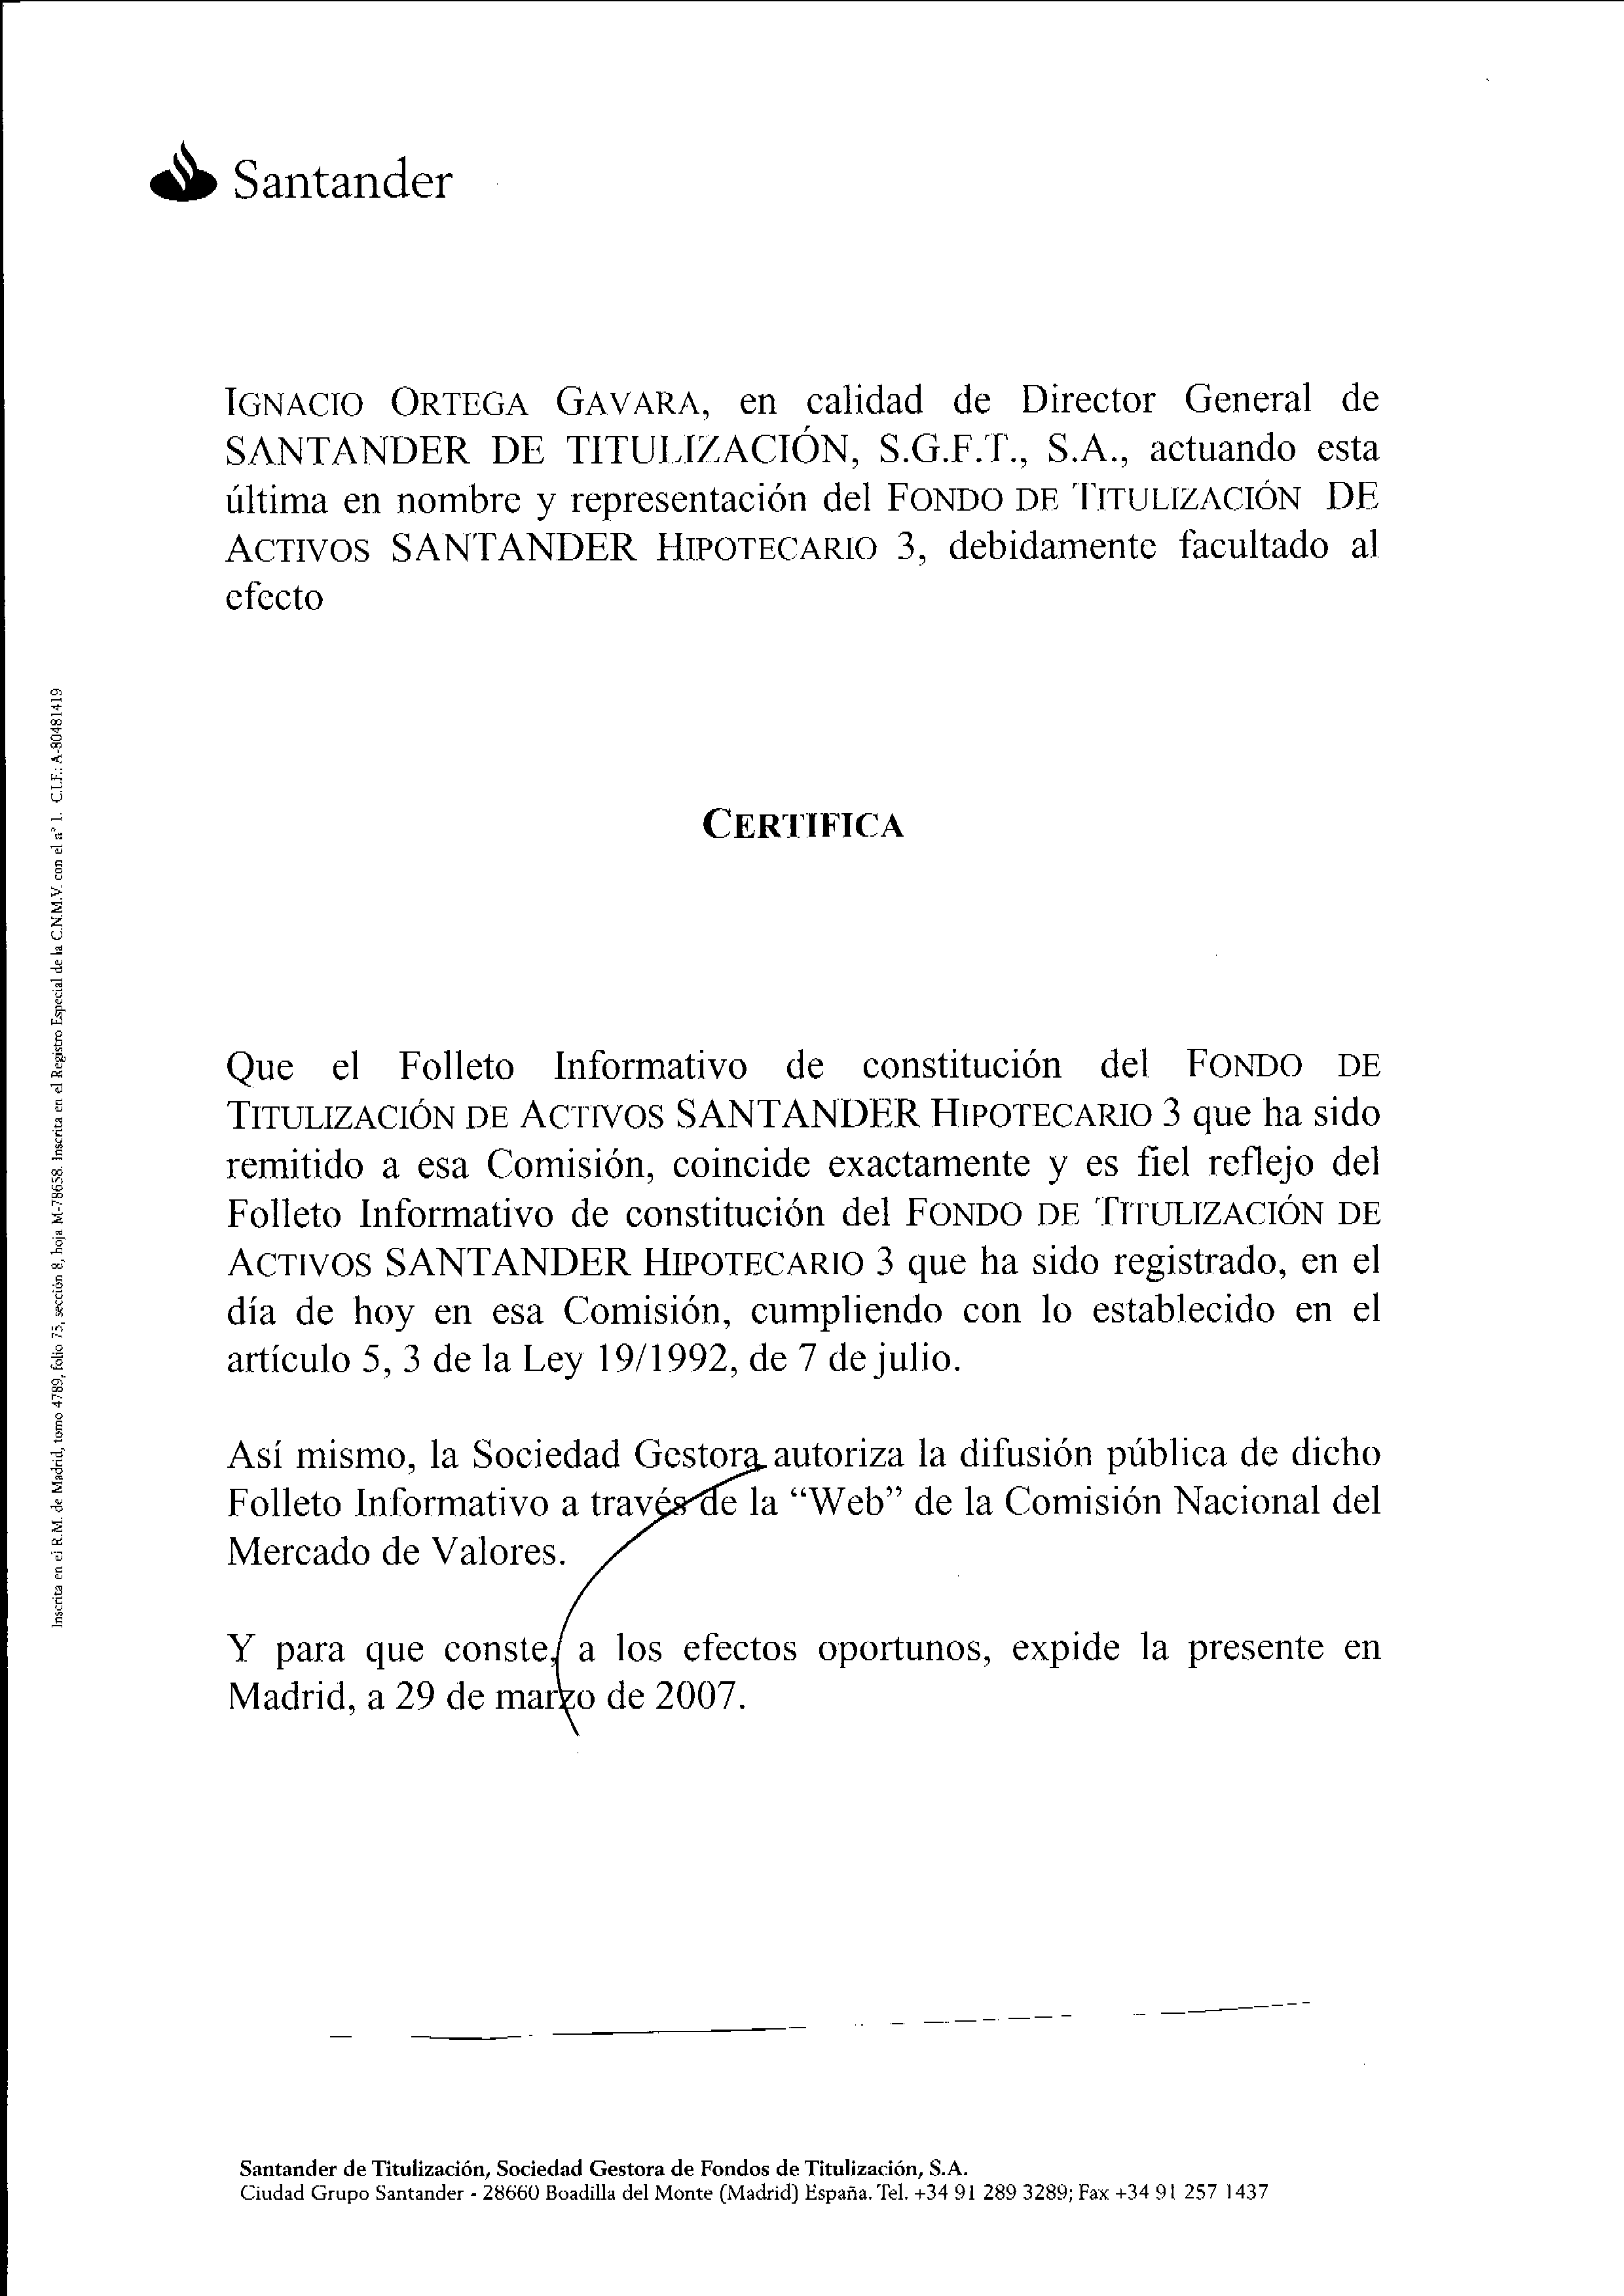 Santander
IGNACIO ORTEGA GAVARA, en calidad de Director General de
SANTANDER DE TITULIZACIÓN, S.G.F.T., S.A., actuando esta
última en nombre y representación del FONDO DE TITULIZACIÓN DE
ACTIVOS SANTANDER HIPOTECARIO 3, debidamente facultado al
efecto
CERTIFICA
Que el Folleto Informativo de constitución del FONDO DE
TITULIZACIÓN DE ACTIVOS SANTANDER HIPOTECARIO 3 que ha sido
remitido a esa Comisión, coincide exactamente y es fiel reflejo del
Folleto Informativo de constitución del FONDO DE TITULIZACIÓN DE
ACTIVOS SANTANDER HIPOTECARIO 3 que ha sido registrado, en el
día de hoy en esa Comisión, cumpliendo con lo establecido en el
artículo 5, 3 de la Ley 19/1992, de 7 de julio.
Así mismo, la Sociedad Gestora autoriza la difusión pública de dicho
Folleto Informativo a través de la “Web” de la Comisión Nacional del
Mercado de Valores.
Y para que conste, a los efectos oportunos, expide la presente en
Madrid, a 29 de marzo de 2007.
Inscrita en el R.M. de Madrid, tomo 4789, folio 75, sección 8, hoja M-78658. Inscrita en el Registro Especial de la C.N.M.V. con el nº 1. C.I.F.: A-80481419
Santander de Titulización, Sociedad Gestora de Fondos de Titulización, S.A.
Ciudad Grupo Santander - 28660 Boadilla del Monte (Madrid) España. Tel. +34 91 289 3289; Fax +34 91 257 1437